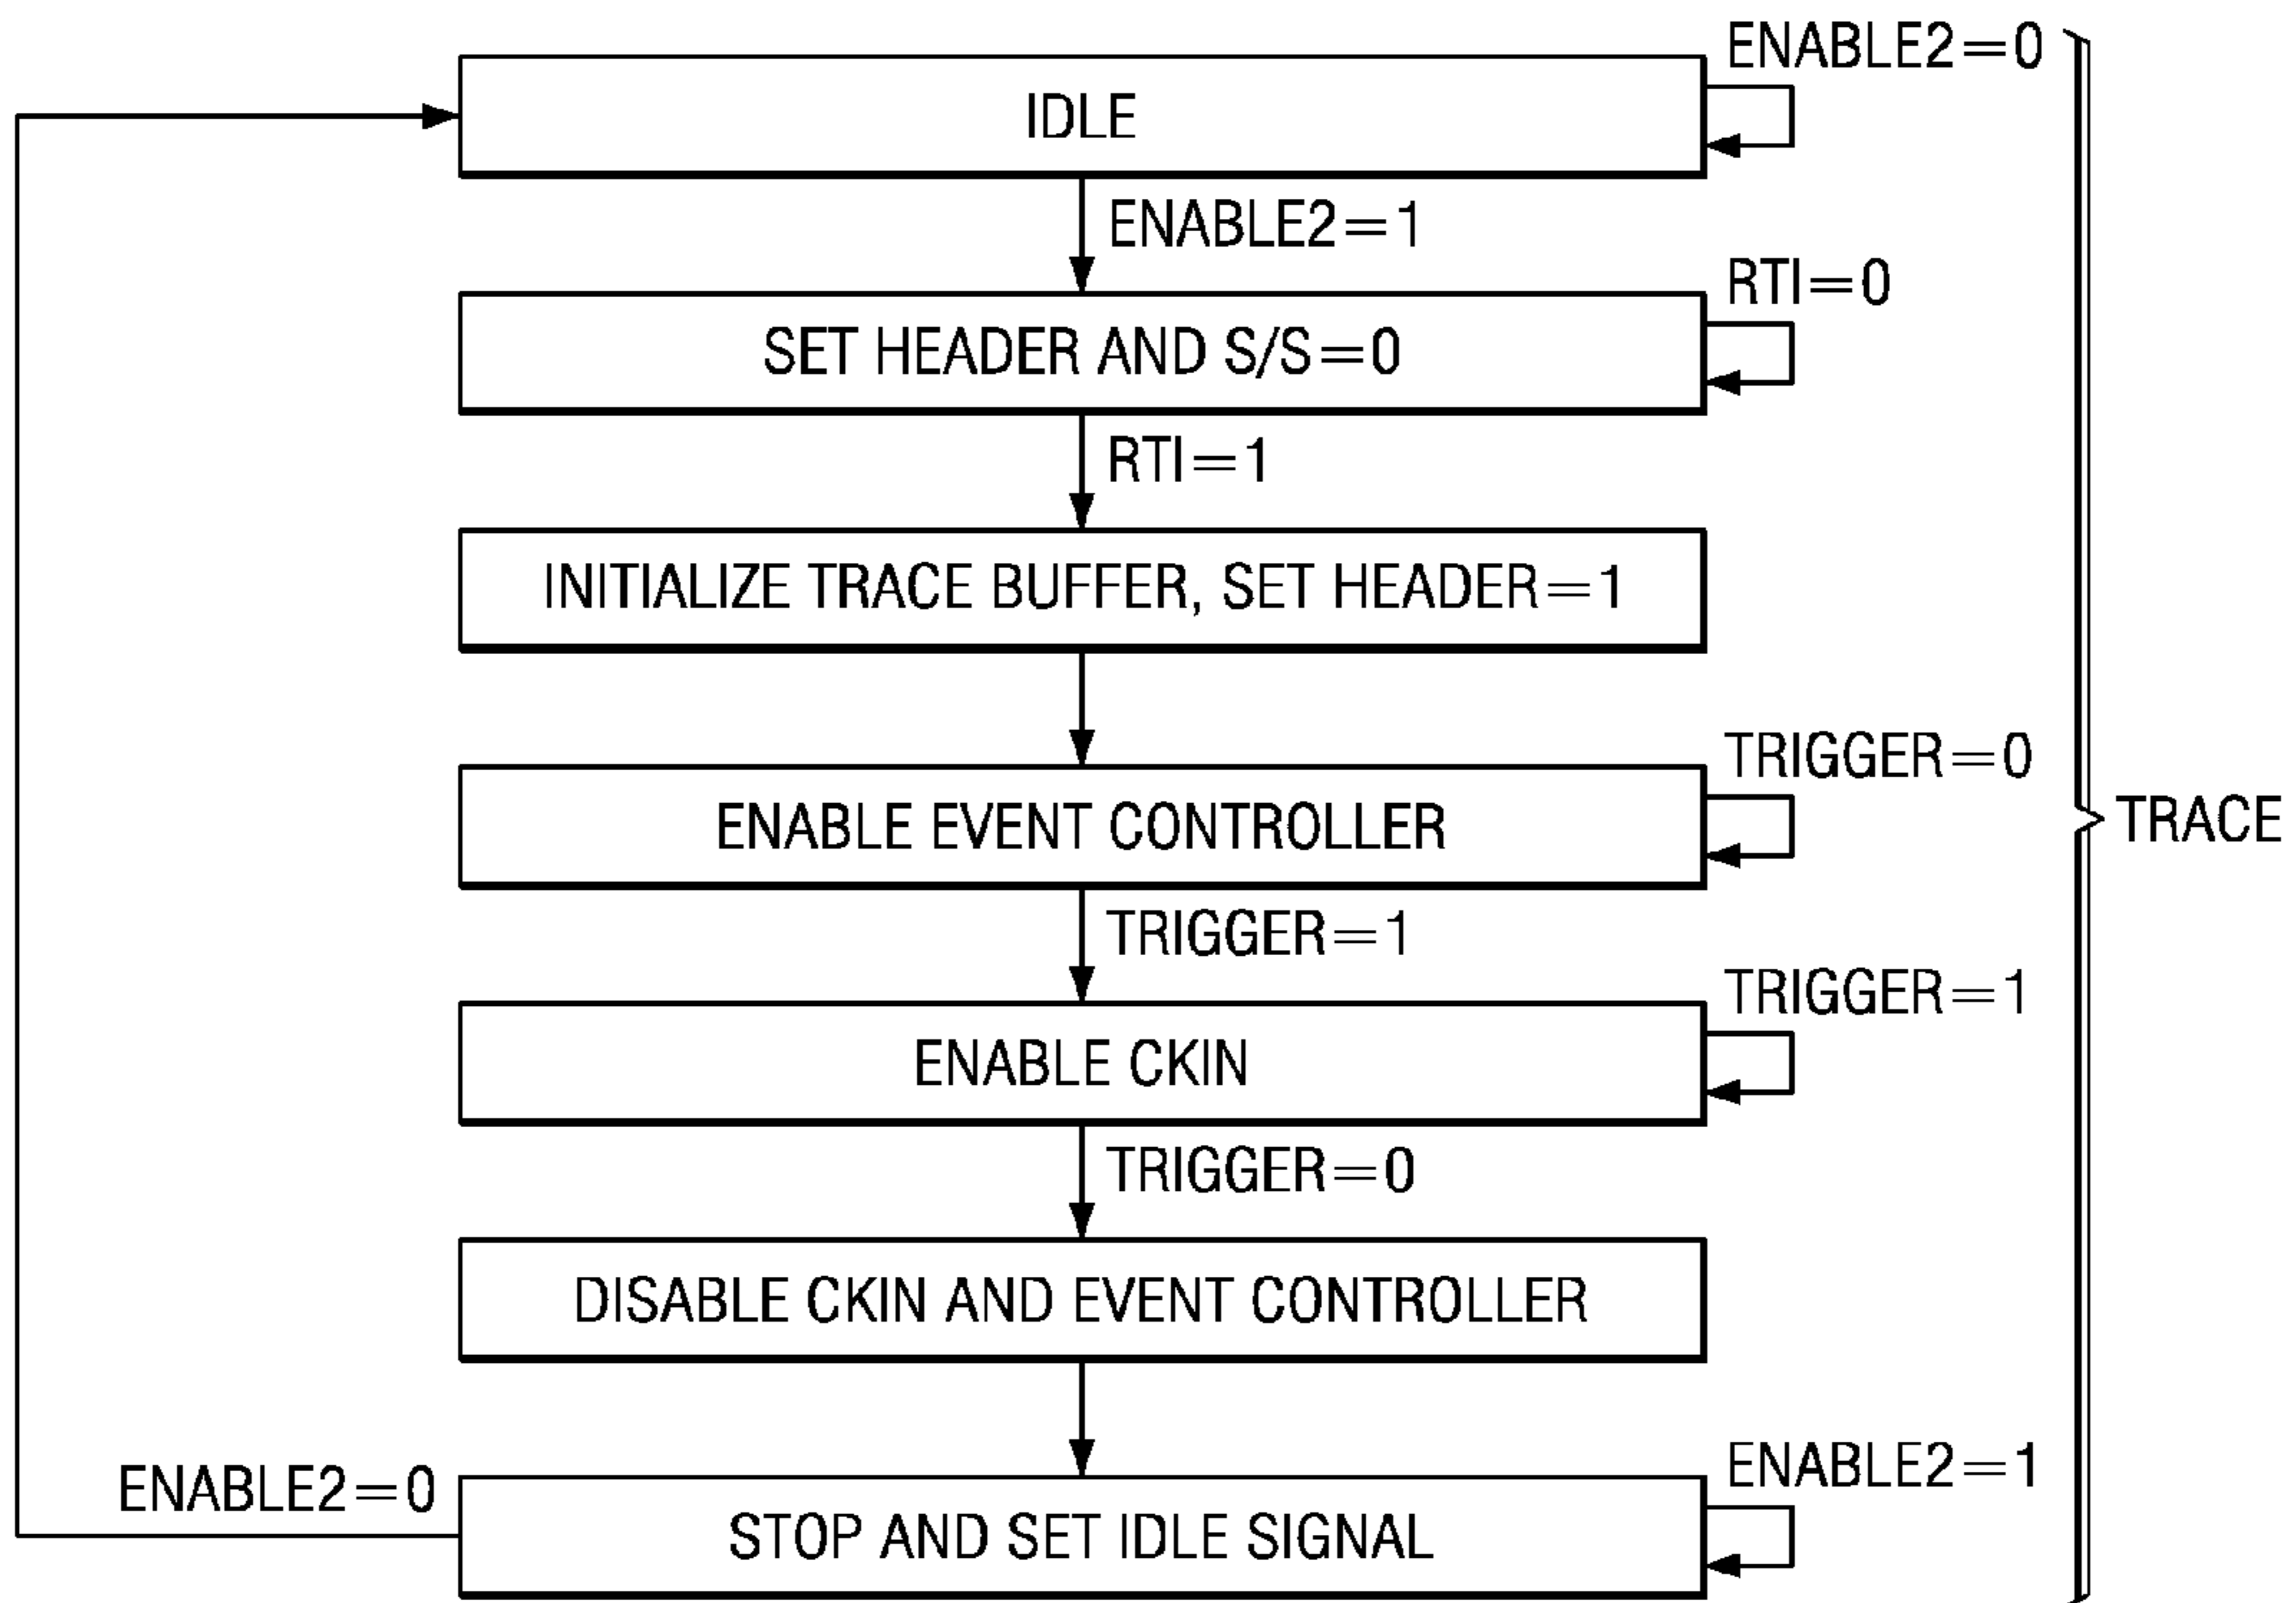 ENABLE2=0
IDLE
ENABLE2=1
RTI=0
SET HEADER AND S/S=0
RTI=1
INITIALIZE TRACE BUFFER, SET HEADER=1
TRIGGER=0
ENABLE EVENT CONTROLLER
TRACE
TRIGGER=1
TRIGGER=1
ENABLE CKIN
TRIGGER=0
DISABLE CKIN AND EVENT CONTROLLER
ENABLE2=1
ENABLE2=0
STOP AND SET IDLE SIGNAL